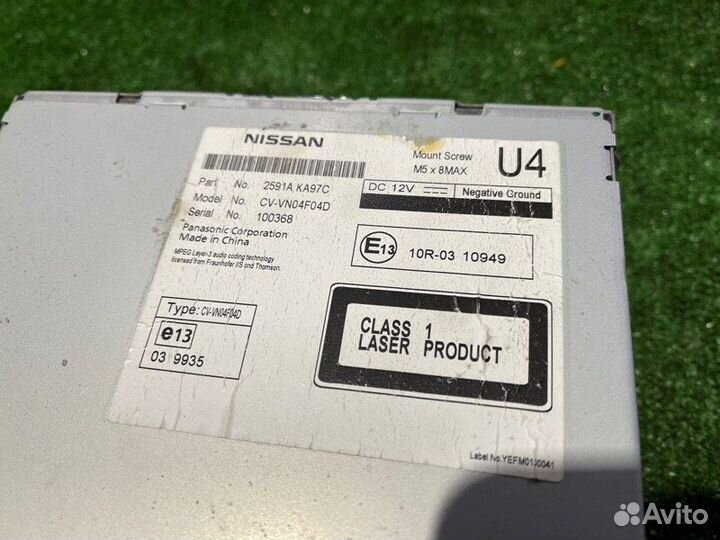 NISSAN
Mount Screw
M5 x 8MAX
U4
Part No. 2591A KA97C
Model No. CV-VN04F04D
Serial No. 100368
DC 12V
Negative Ground
Panasonic Corporation
Made in China
MPEG Layer-3 audio coding technology
licensed from Fraunhofer IIS and Thomson.
E13
10R-03 10949
Type: CV-VN04F04D
e13
03 9935
CLASS 1
LASER PRODUCT
Label No.
Avito